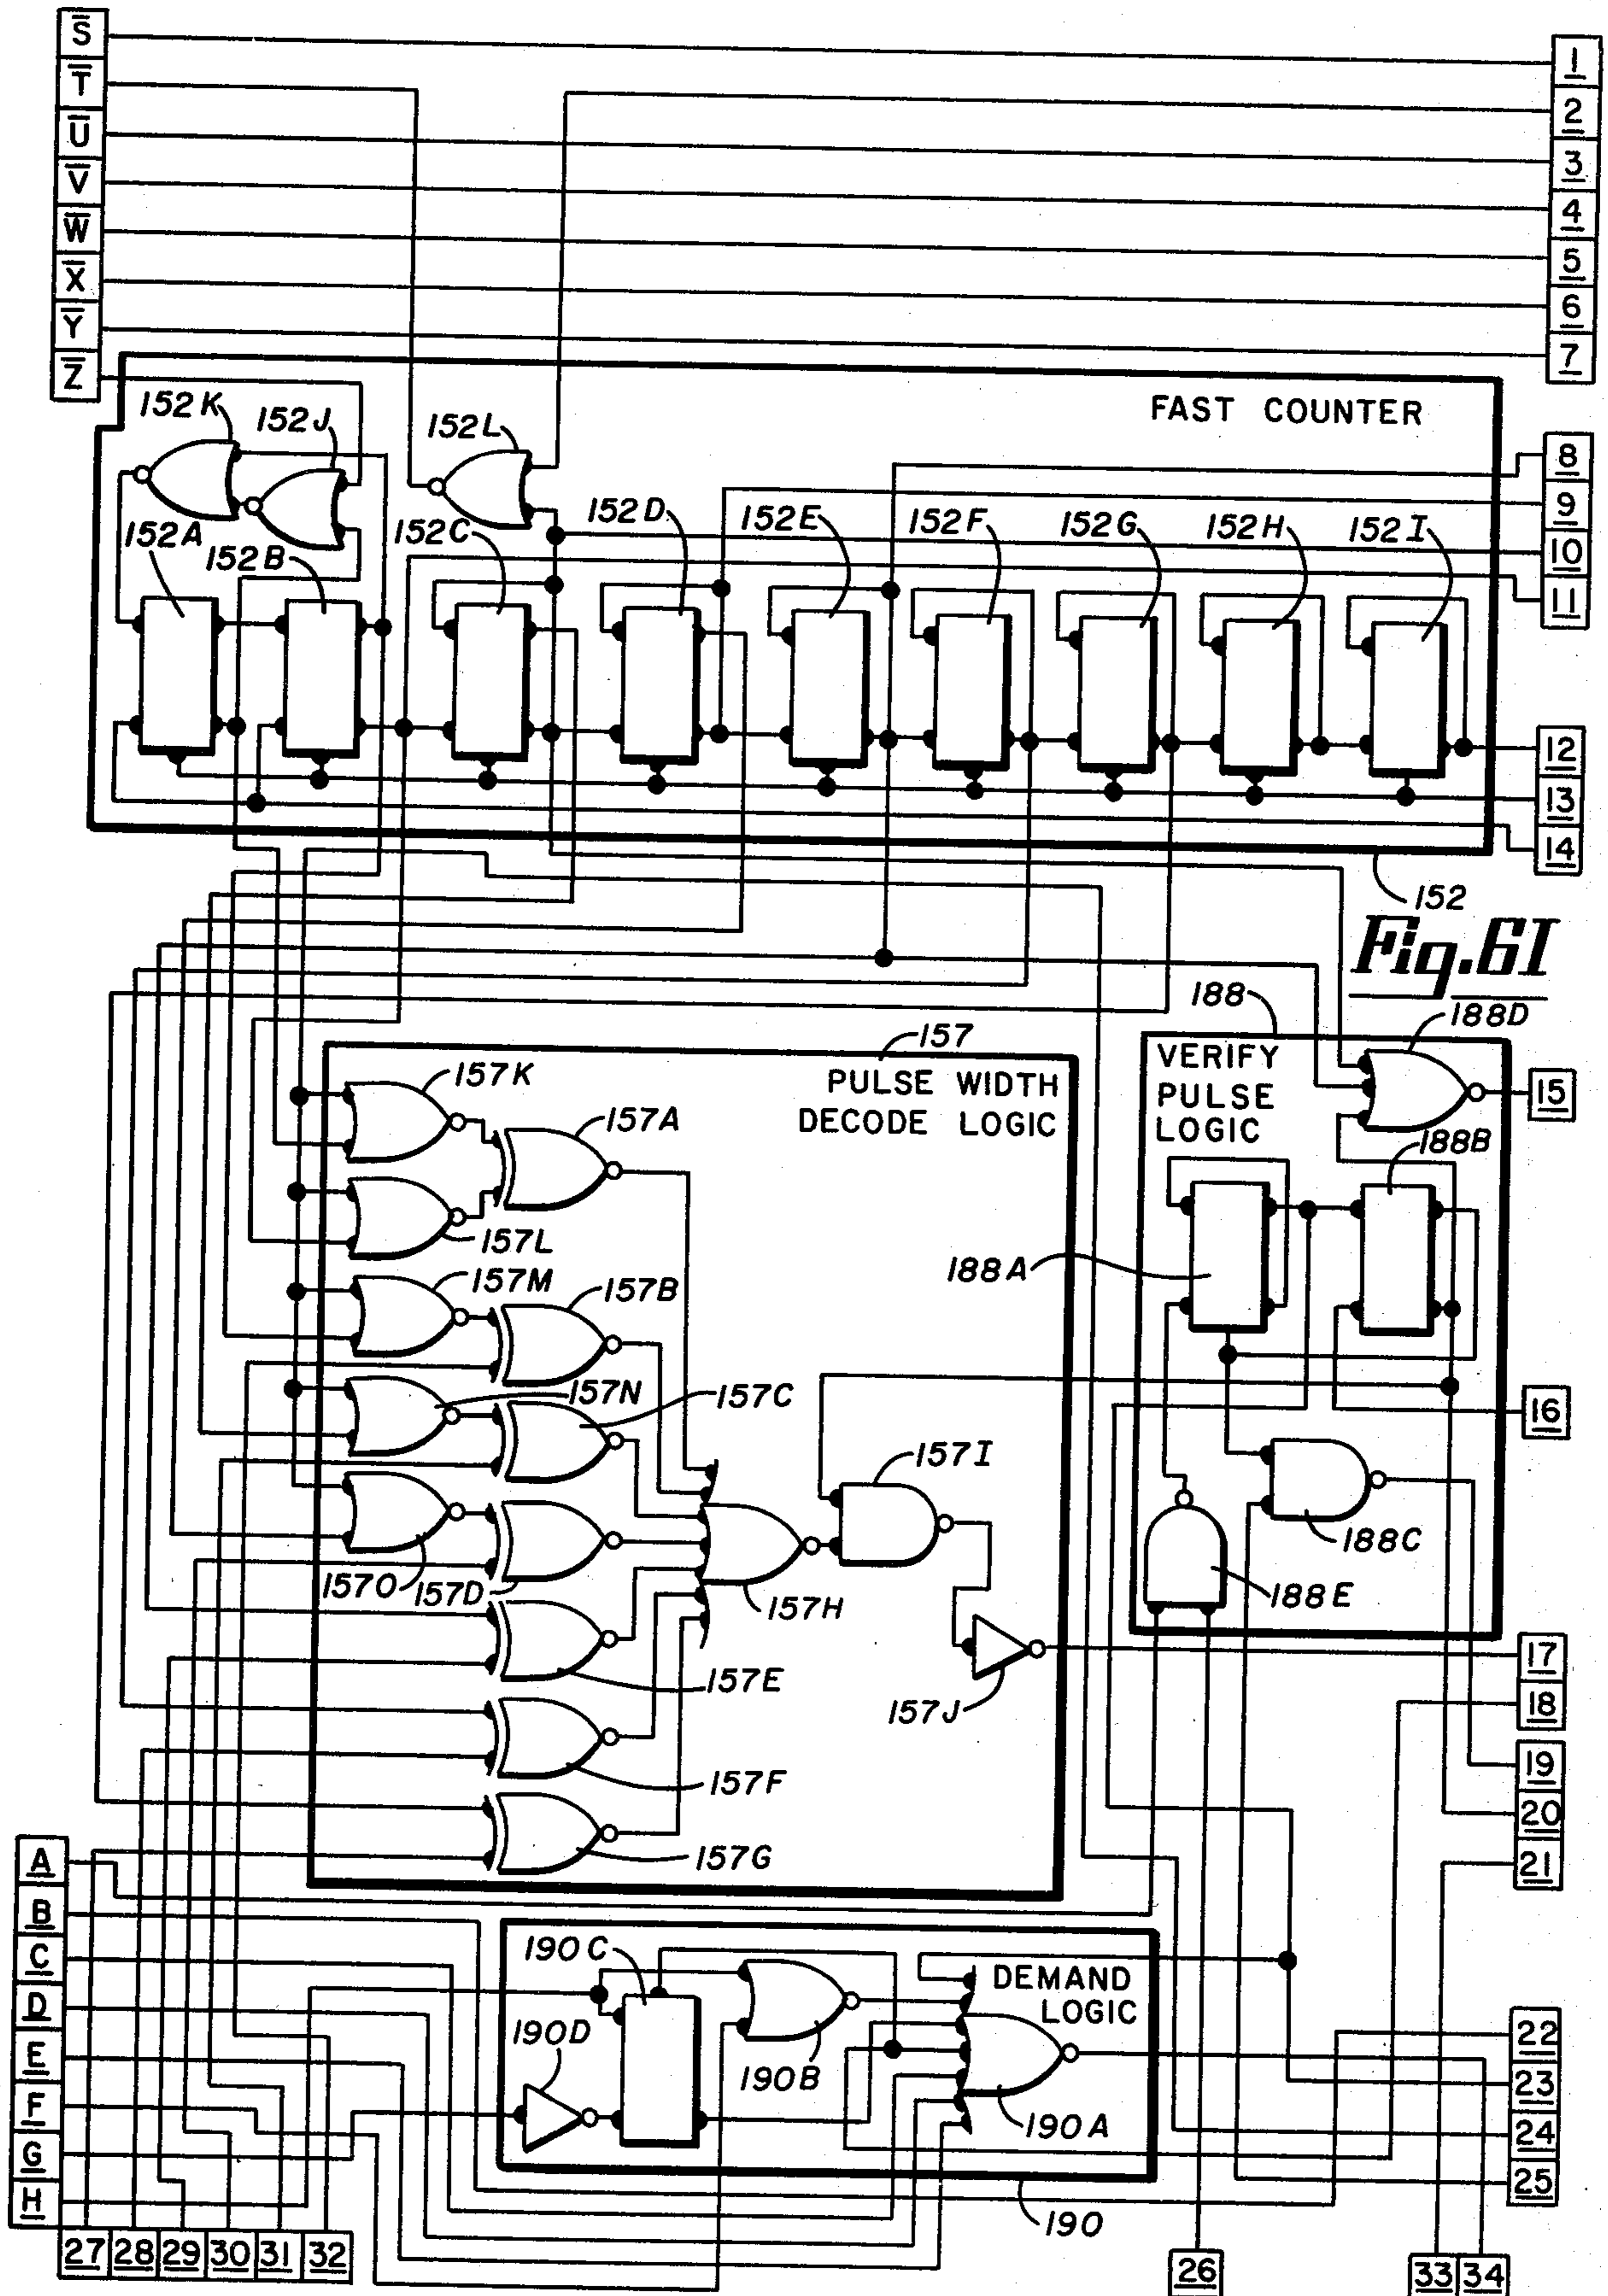 S̅
T̅
U̅
V̅
W̅
X̅
Y̅
Z̅
1
2
3
4
5
6
7
FAST COUNTER
152K
152J
152L
8
9
10
11
152A
152B
152C
152D
152E
152F
152G
152H
152I
12
13
14
152
Fig.6I
188
188D
157
PULSE WIDTH
DECODE LOGIC
VERIFY
PULSE
LOGIC
15
157K
157A
188B
157L
188A
157M
157B
157N
157C
16
157I
188C
157O
157D
157H
188E
157E
157J
17
18
157F
19
20
157G
21
A
B
C
D
E
F
G
H
190C
DEMAND
LOGIC
190D
190B
190A
22
23
24
25
190
27
28
29
30
31
32
26
33
34